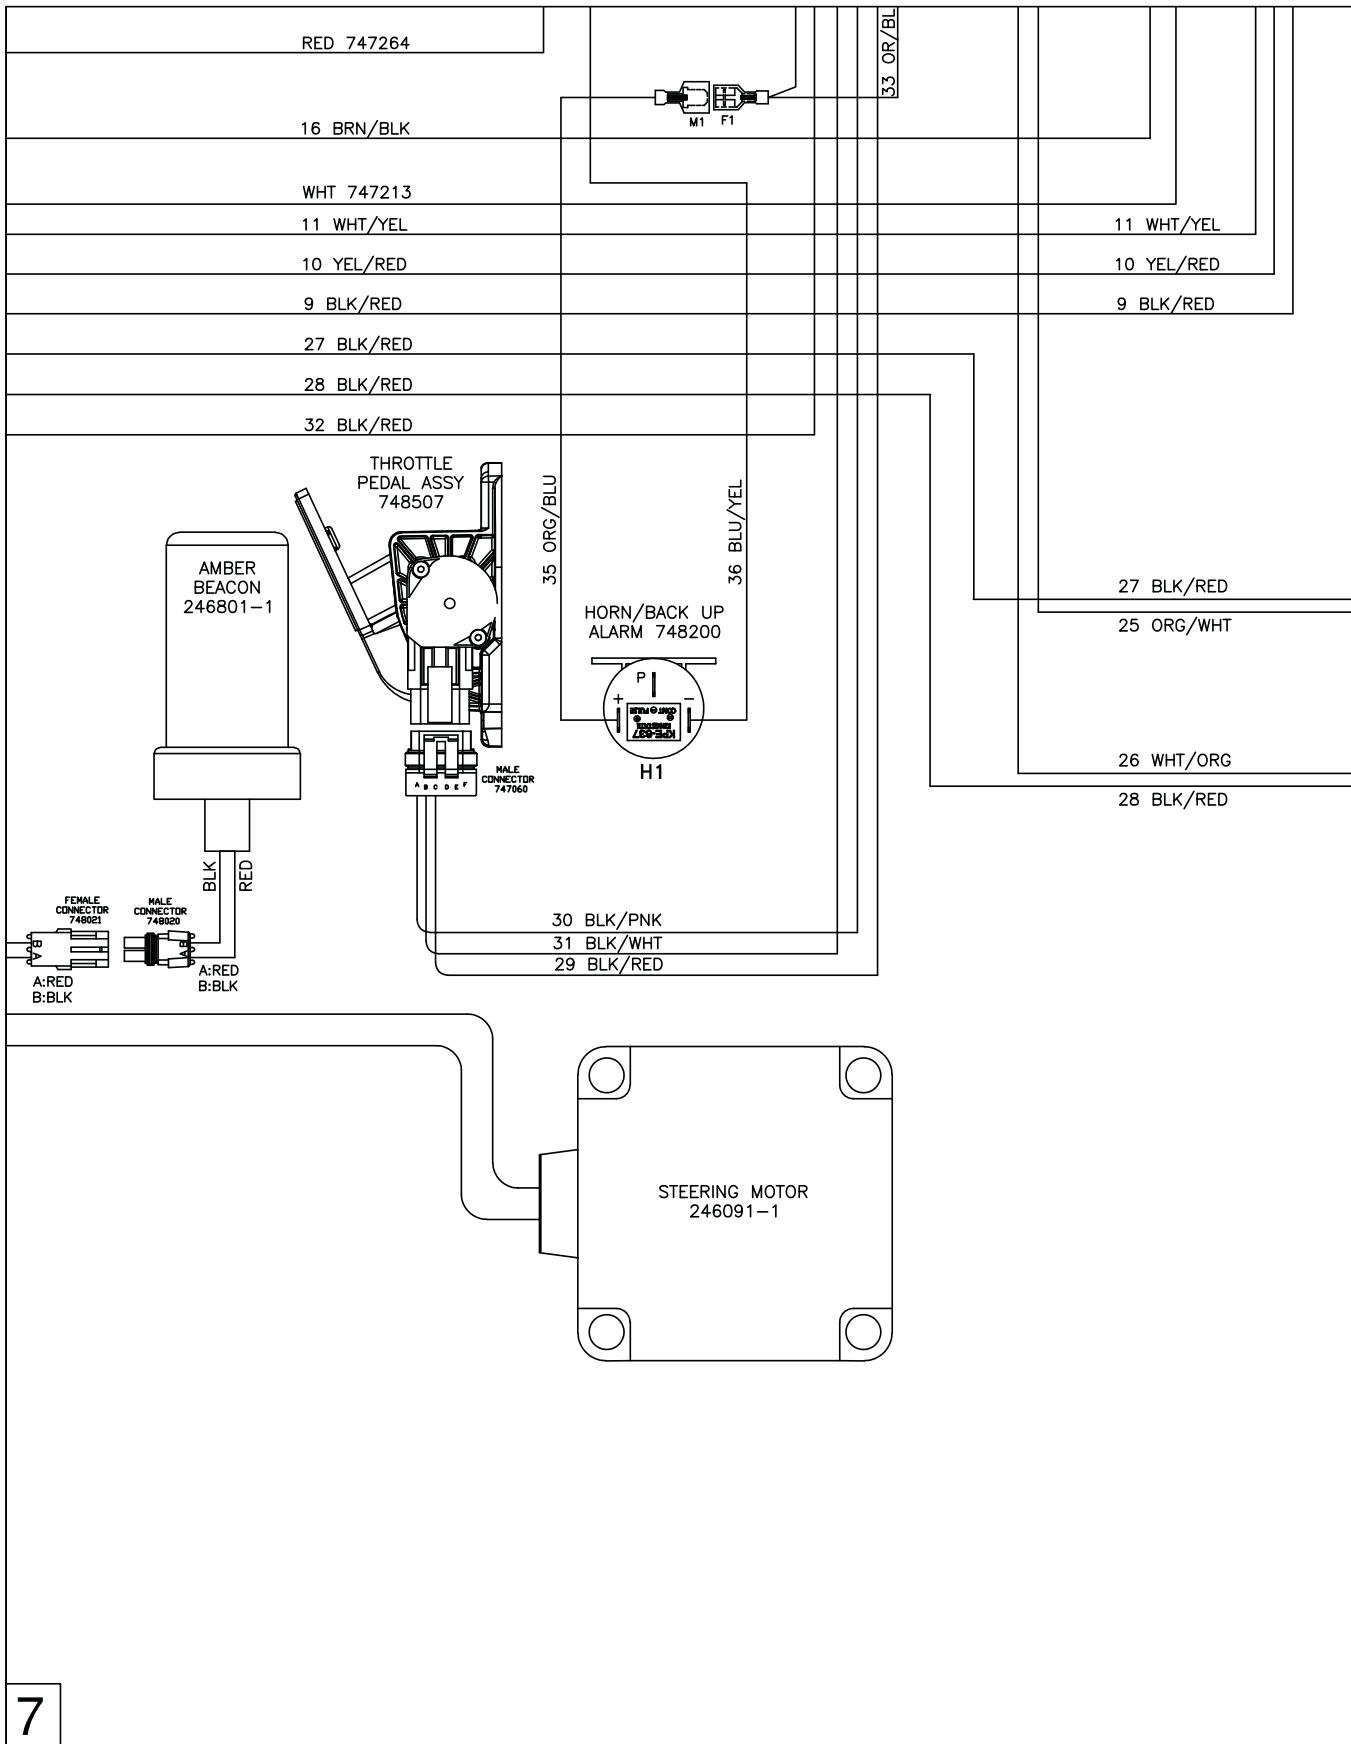 RED 747264
33 OR/BL
M1
F1
16 BRN/BLK
WHT 747213
11 WHT/YEL
11 WHT/YEL
10 YEL/RED
10 YEL/RED
9 BLK/RED
9 BLK/RED
27 BLK/RED
28 BLK/RED
32 BLK/RED
THROTTLE
PEDAL ASSY
748507
35 ORG/BLU
36 BLU/YEL
AMBER
BEACON
246801-1
27 BLK/RED
25 ORG/WHT
HORN/BACK UP
ALARM 748200
P
+
−
KPE-837
KINGSTATE
CONT PULSE
H1
26 WHT/ORG
28 BLK/RED
MALE
CONNECTOR
747060
A B C D E F
BLK
RED
FEMALE
CONNECTOR
748021
MALE
CONNECTOR
748020
B
A
B
A
A:RED
B:BLK
A:RED
B:BLK
30 BLK/PNK
31 BLK/WHT
29 BLK/RED
STEERING MOTOR
246091-1
7